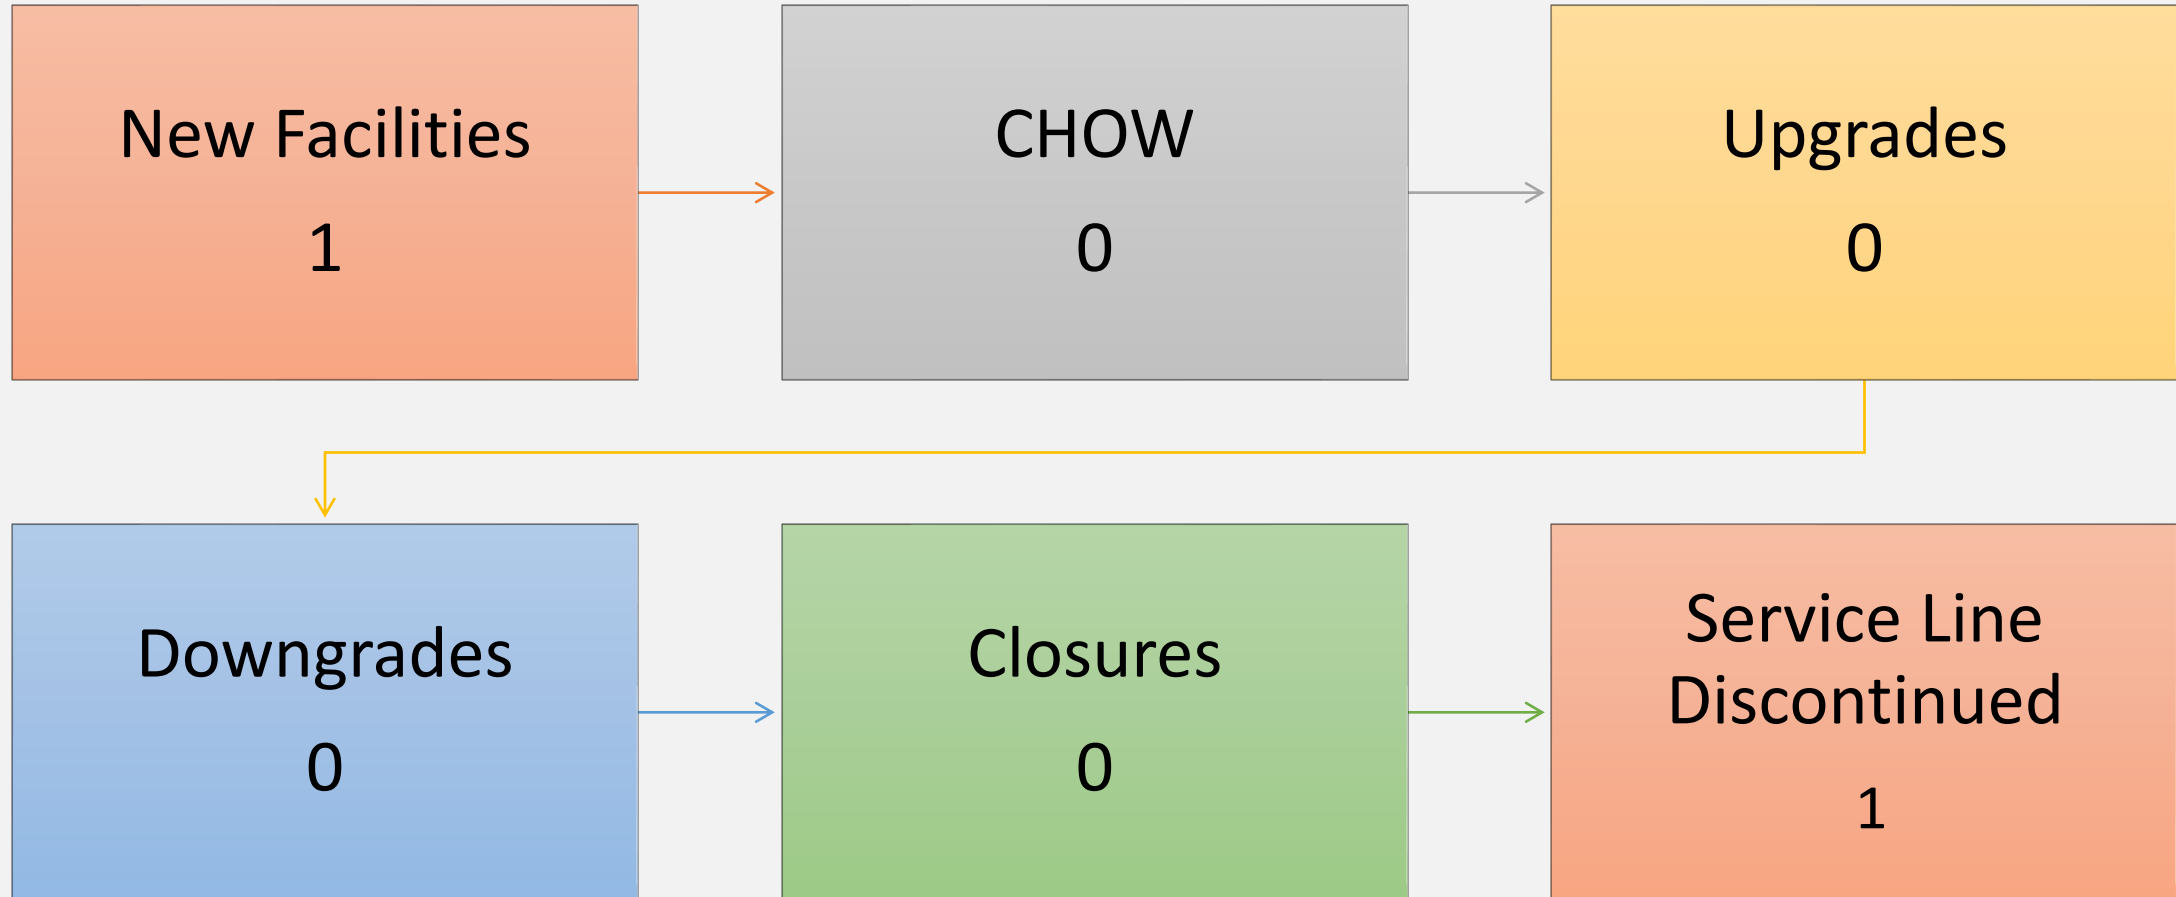 New Facilities
1
CHOW
0
Upgrades
0
Downgrades
0
Closures
0
Service Line
Discontinued
1